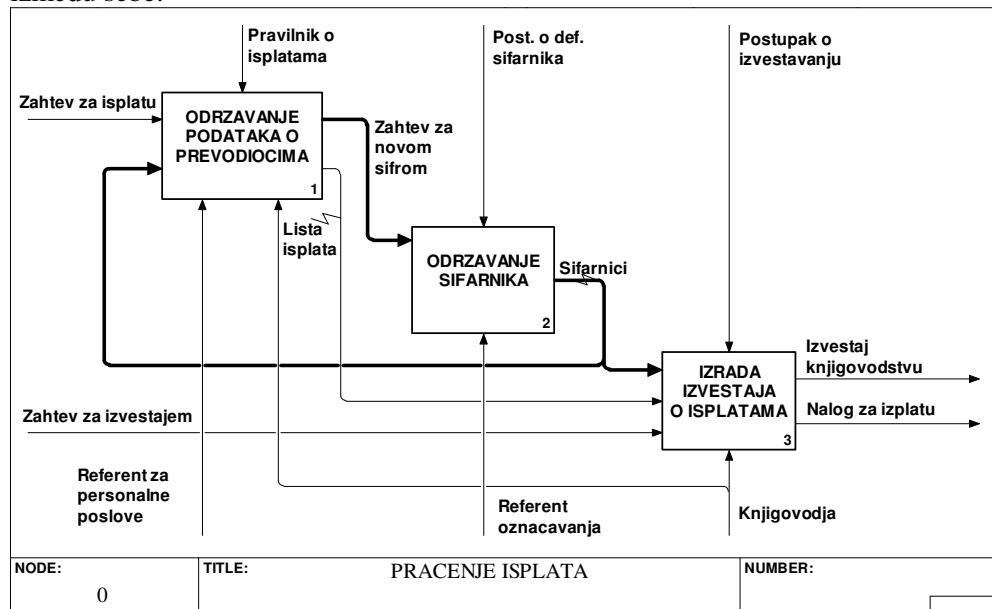 između sebe.
Pravilnik o
isplatama
Post. o def.
sifarnika
Postupak o
izvestavanju
Zahtev za isplatu
ODRZAVANJE
PODATAKA O
PREVODIOCIMA
1
Zahtev za
novom
sifrom
Lista
isplata
ODRZAVANJE
SIFARNIKA
2
Sifarnici
IZRADA
IZVESTAJA
O ISPLATAMA
3
Izvestaj
knjigovodstvu
Nalog za izplatu
Zahtev za izvestajem
Referent za
personalne
poslove
Referent
oznacavanja
Knjigovodja
NODE:
0
TITLE:
PRACENJE ISPLATA
NUMBER: